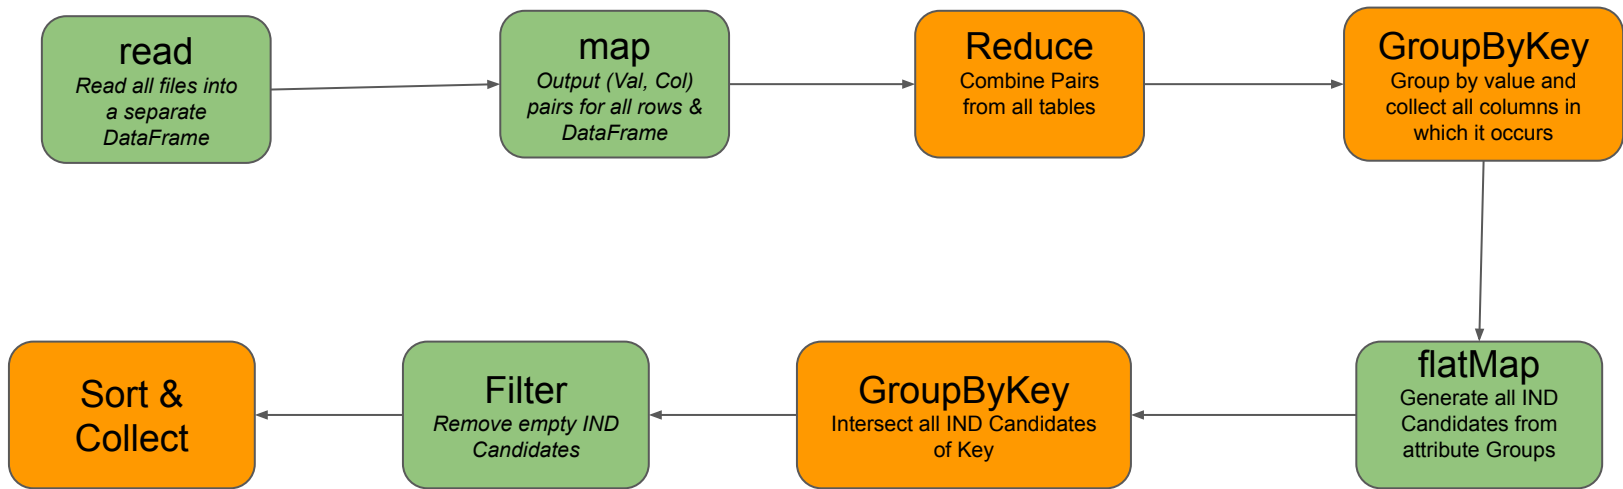 read
Read all files into
a separate
DataFrame
map
Output (Val, Col)
pairs for all rows &
DataFrame
Reduce
Combine Pairs
from all tables
GroupByKey
Group by value and
collect all columns in
which it occurs
flatMap
Generate all IND
Candidates from
attribute Groups
GroupByKey
Intersect all IND Candidates
of Key
Filter
Remove empty IND
Candidates
Sort &
Collect